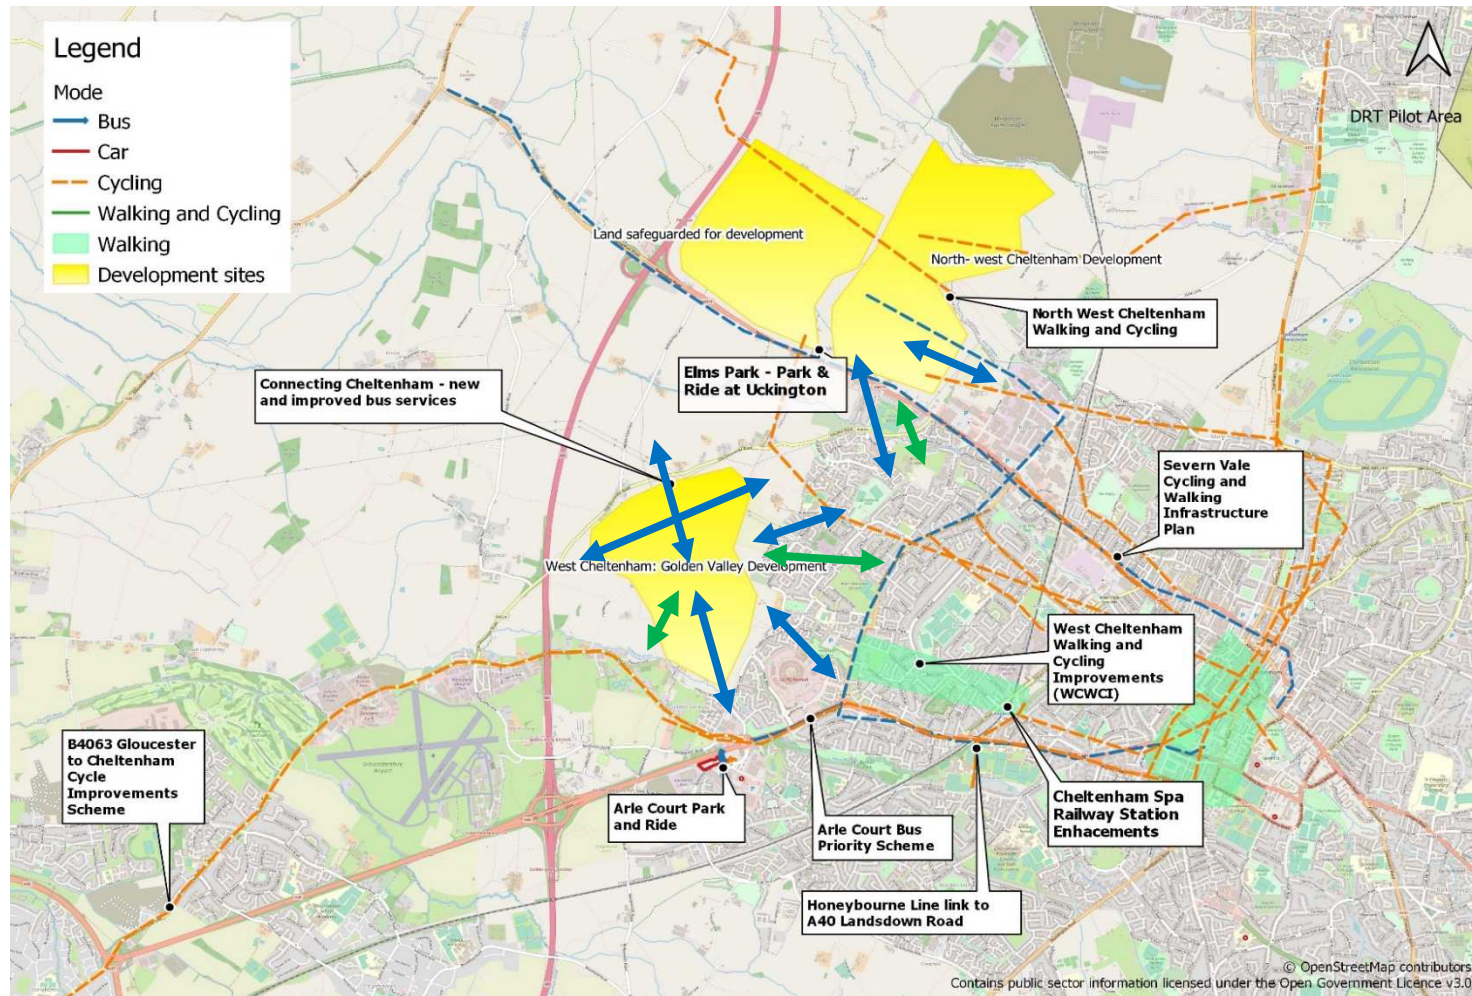 Legend
Mode
Bus
Car
Cycling
Walking and Cycling
Walking
Development sites
DRT Pilot Area
Land safeguarded for development
North- west Cheltenham Development
North West Cheltenham
Walking and Cycling
Elms Park - Park &
Ride at Uckington
Connecting Cheltenham - new
and improved bus services
Severn Vale
Cycling and
Walking
Infrastructure
Plan
West Cheltenham: Golden Valley Development
West Cheltenham
Walking and
Cycling
Improvements
(WCWCI)
B4063 Gloucester
to Cheltenham
Cycle
Improvements
Scheme
Arle Court Park
and Ride
Arle Court Bus
Priority Scheme
Cheltenham Spa
Railway Station
Enhacements
Honeybourne Line link to
A40 Landsdown Road
© OpenStreetMap contributors
Contains public sector information licensed under the Open Government Licence v3.0